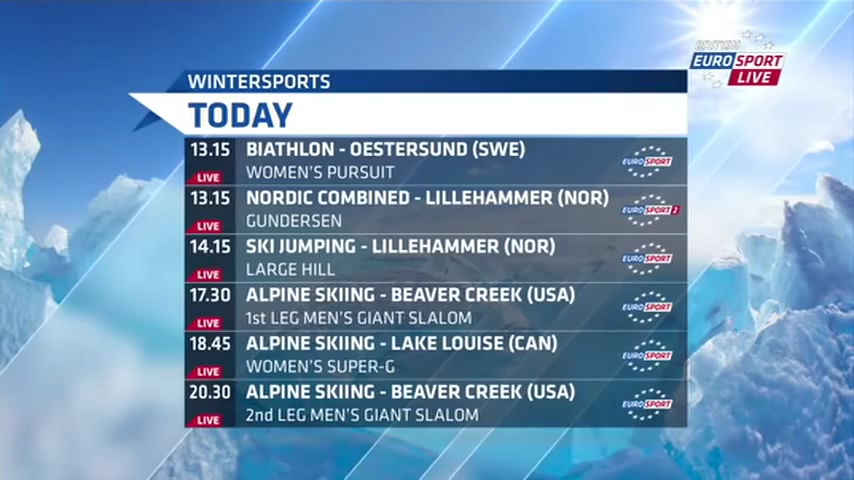 BRITISH
EUROSPORT
LIVE
WINTERSPORTS
TODAY
13.15 BIATHLON - OESTERSUND (SWE)
LIVE WOMEN'S PURSUIT
EUROSPORT
13.15 NORDIC COMBINED - LILLEHAMMER (NOR)
LIVE GUNDERSEN
EUROSPORT 2
14.15 SKI JUMPING - LILLEHAMMER (NOR)
LIVE LARGE HILL
EUROSPORT
17.30 ALPINE SKIING - BEAVER CREEK (USA)
LIVE 1st LEG MEN'S GIANT SLALOM
EUROSPORT
18.45 ALPINE SKIING - LAKE LOUISE (CAN)
LIVE WOMEN'S SUPER-G
EUROSPORT
20.30 ALPINE SKIING - BEAVER CREEK (USA)
LIVE 2nd LEG MEN'S GIANT SLALOM
EUROSPORT